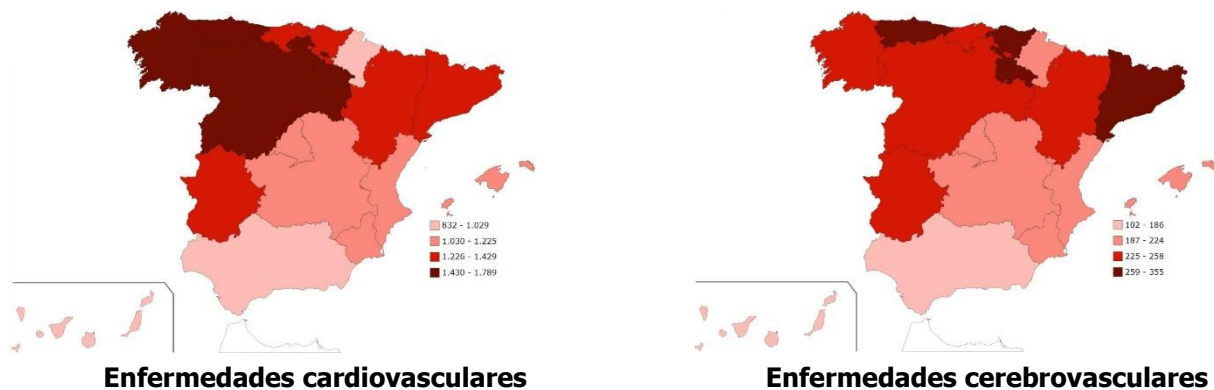 832 - 1.029
1.030 - 1.225
1.226 - 1.429
1.430 - 1.789
Enfermedades cardiovasculares
102 - 186
187 - 224
225 - 258
259 - 355
Enfermedades cerebrovasculares